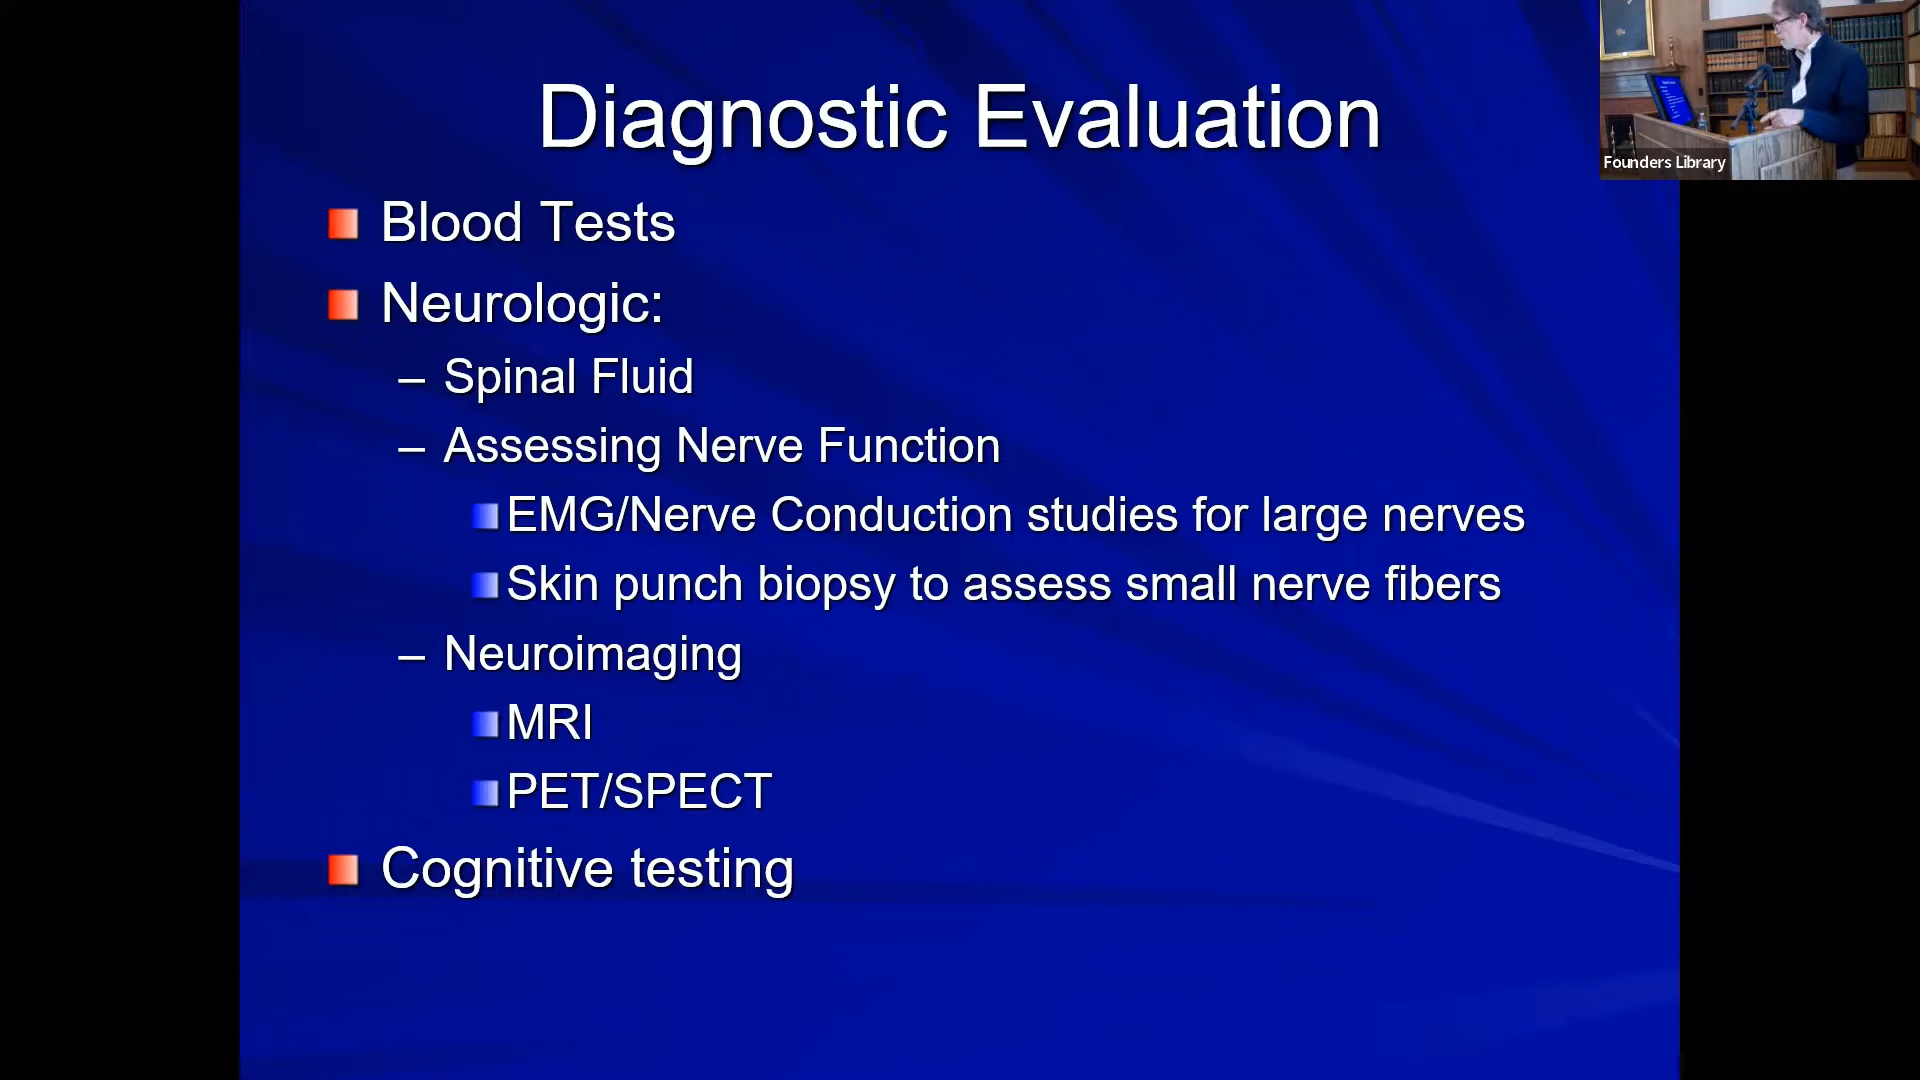 Diagnostic Evaluation
Blood Tests
Neurologic:
– Spinal Fluid
– Assessing Nerve Function
EMG/Nerve Conduction studies for large nerves
Skin punch biopsy to assess small nerve fibers
– Neuroimaging
MRI
PET/SPECT
Cognitive testing
Founders Library